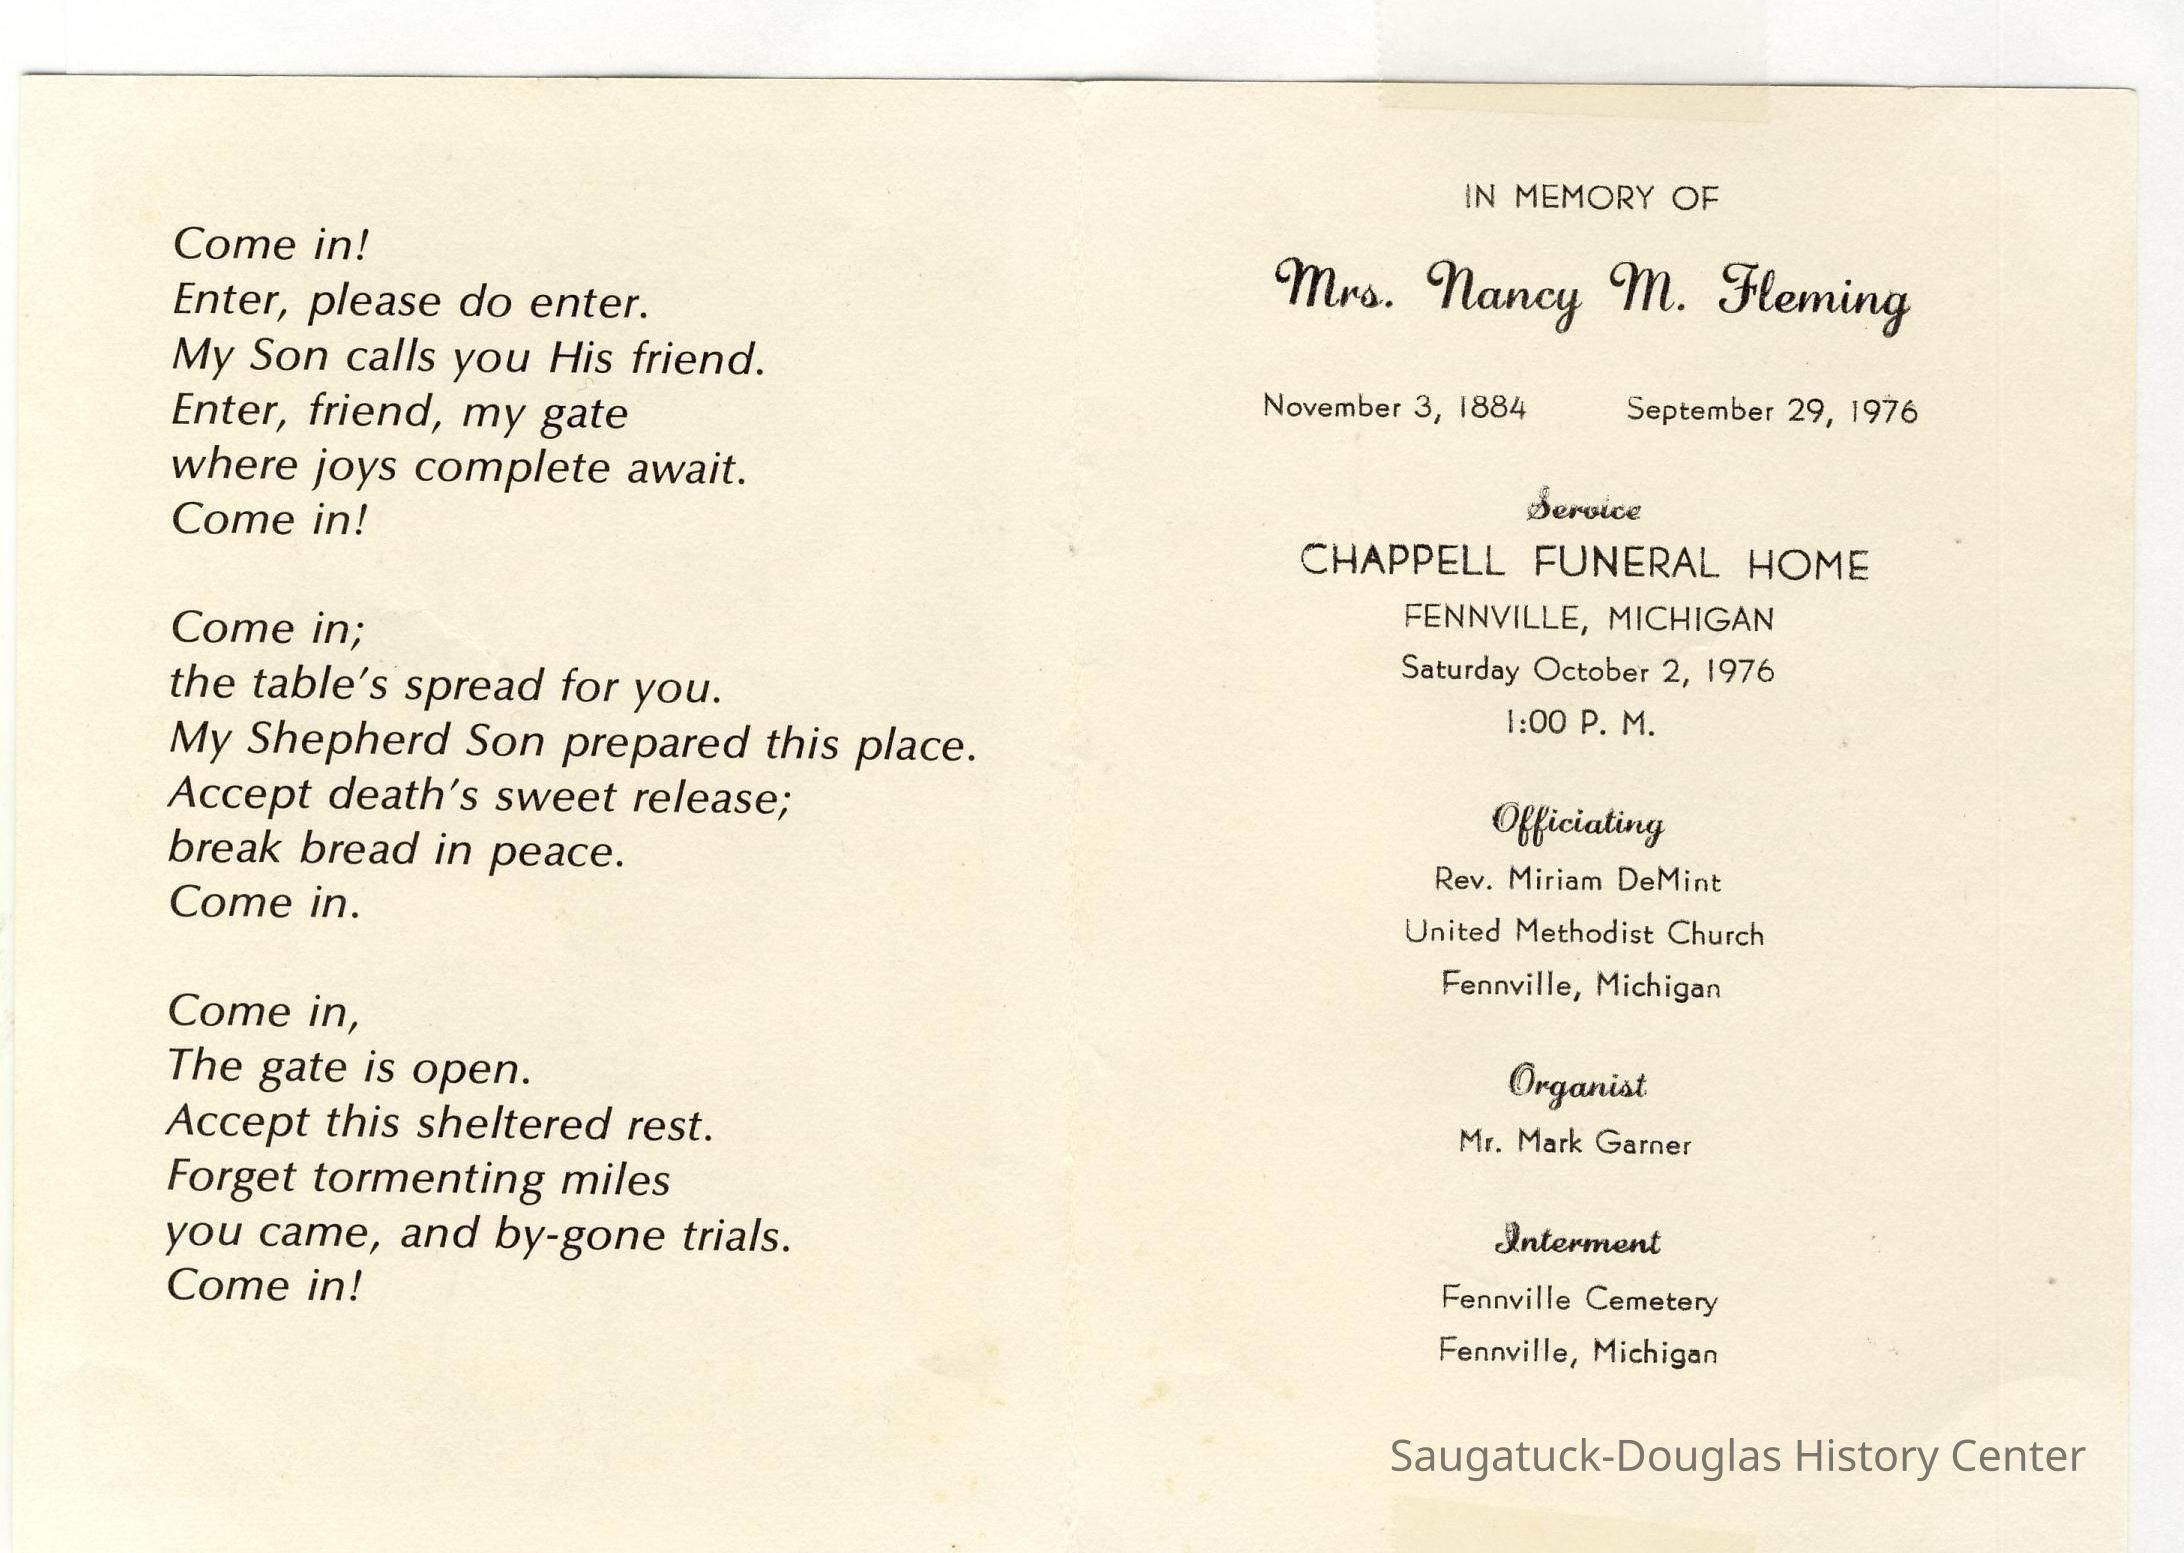 Come in!
Enter, please do enter.
My Son calls you His friend.
Enter, friend, my gate
where joys complete await.
Come in!
Come in;
the table's spread for you.
My Shepherd Son prepared this place.
Accept death's sweet release;
break bread in peace.
Come in.
Come in,
The gate is open.
Accept this sheltered rest.
Forget tormenting miles
you came, and by-gone trials.
Come in!
IN MEMORY OF
Mrs. Nancy M. Fleming
November 3, 1884 September 29, 1976
Service
CHAPPELL FUNERAL HOME
FENNVILLE, MICHIGAN
Saturday October 2, 1976
1:00 P. M.
Officiating
Rev. Miriam DeMint
United Methodist Church
Fennville, Michigan
Organist
Mr. Mark Garner
Interment
Fennville Cemetery
Fennville, Michigan
Saugatuck-Douglas History Center